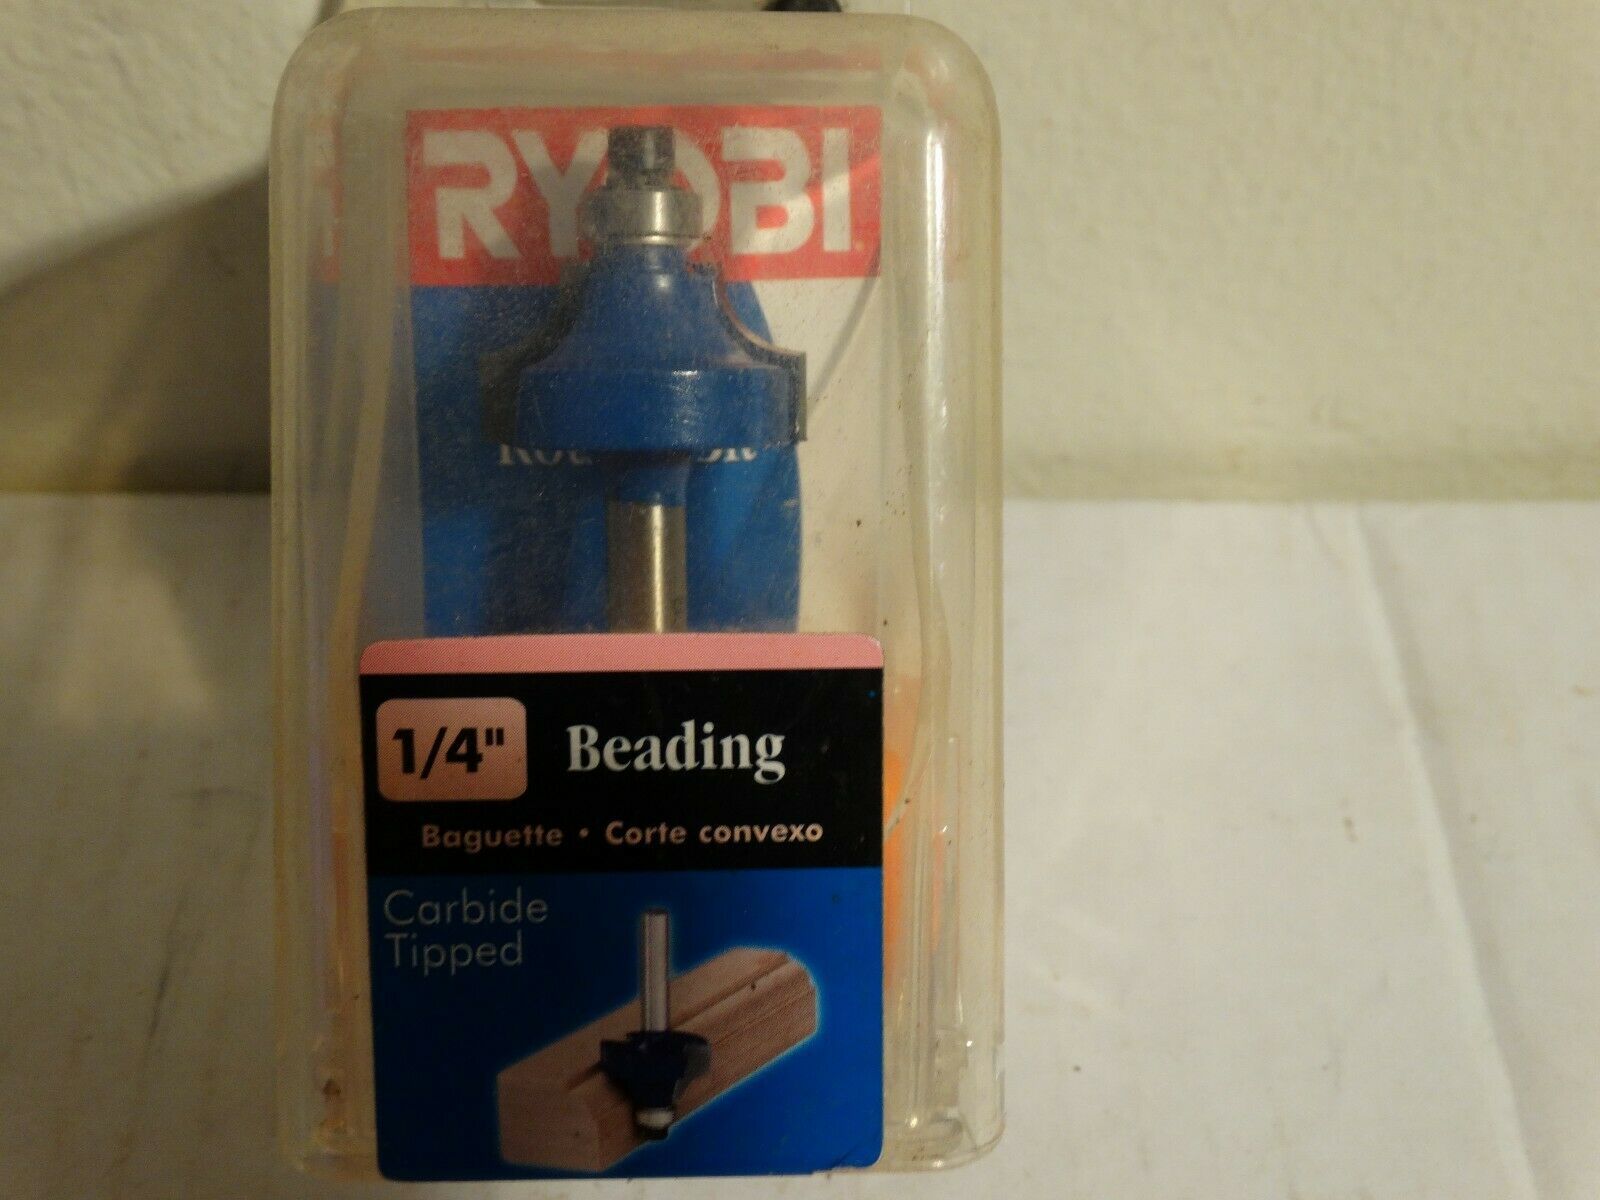 RYOBI
1/4"
Beading
Baguette • Corte convexo
Carbide
Tipped